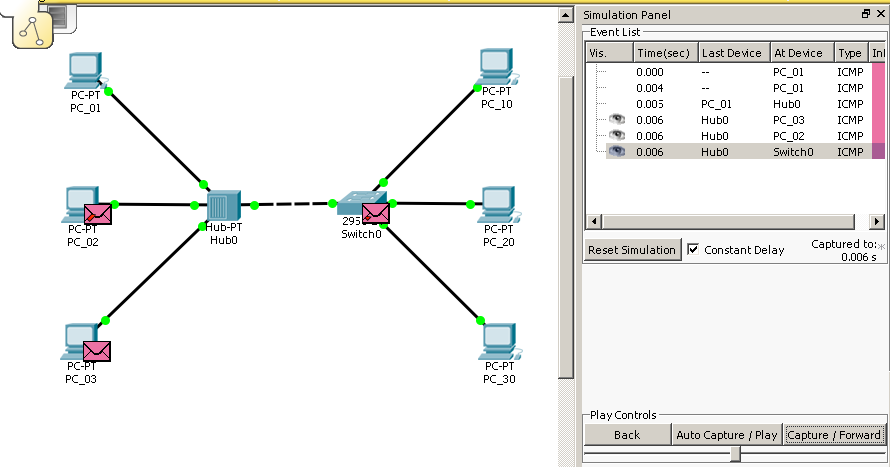 Simulation Panel
Event List
Vis. Time(sec) Last Device At Device Type Inf
0.000 -- PC_01 ICMP
0.004 -- PC_01 ICMP
0.005 PC_01 Hub0 ICMP
0.006 Hub0 PC_03 ICMP
0.006 Hub0 PC_02 ICMP
0.006 Hub0 Switch0 ICMP
Reset Simulation Constant Delay Captured to:
0.006 s
Play Controls
Back Auto Capture / Play Capture / Forward
PC-PT
PC_01
PC-PT
PC_02
PC-PT
PC_03
Hub-PT
Hub0
295
Switch0
PC-PT
PC_10
PC-PT
PC_20
PC-PT
PC_30